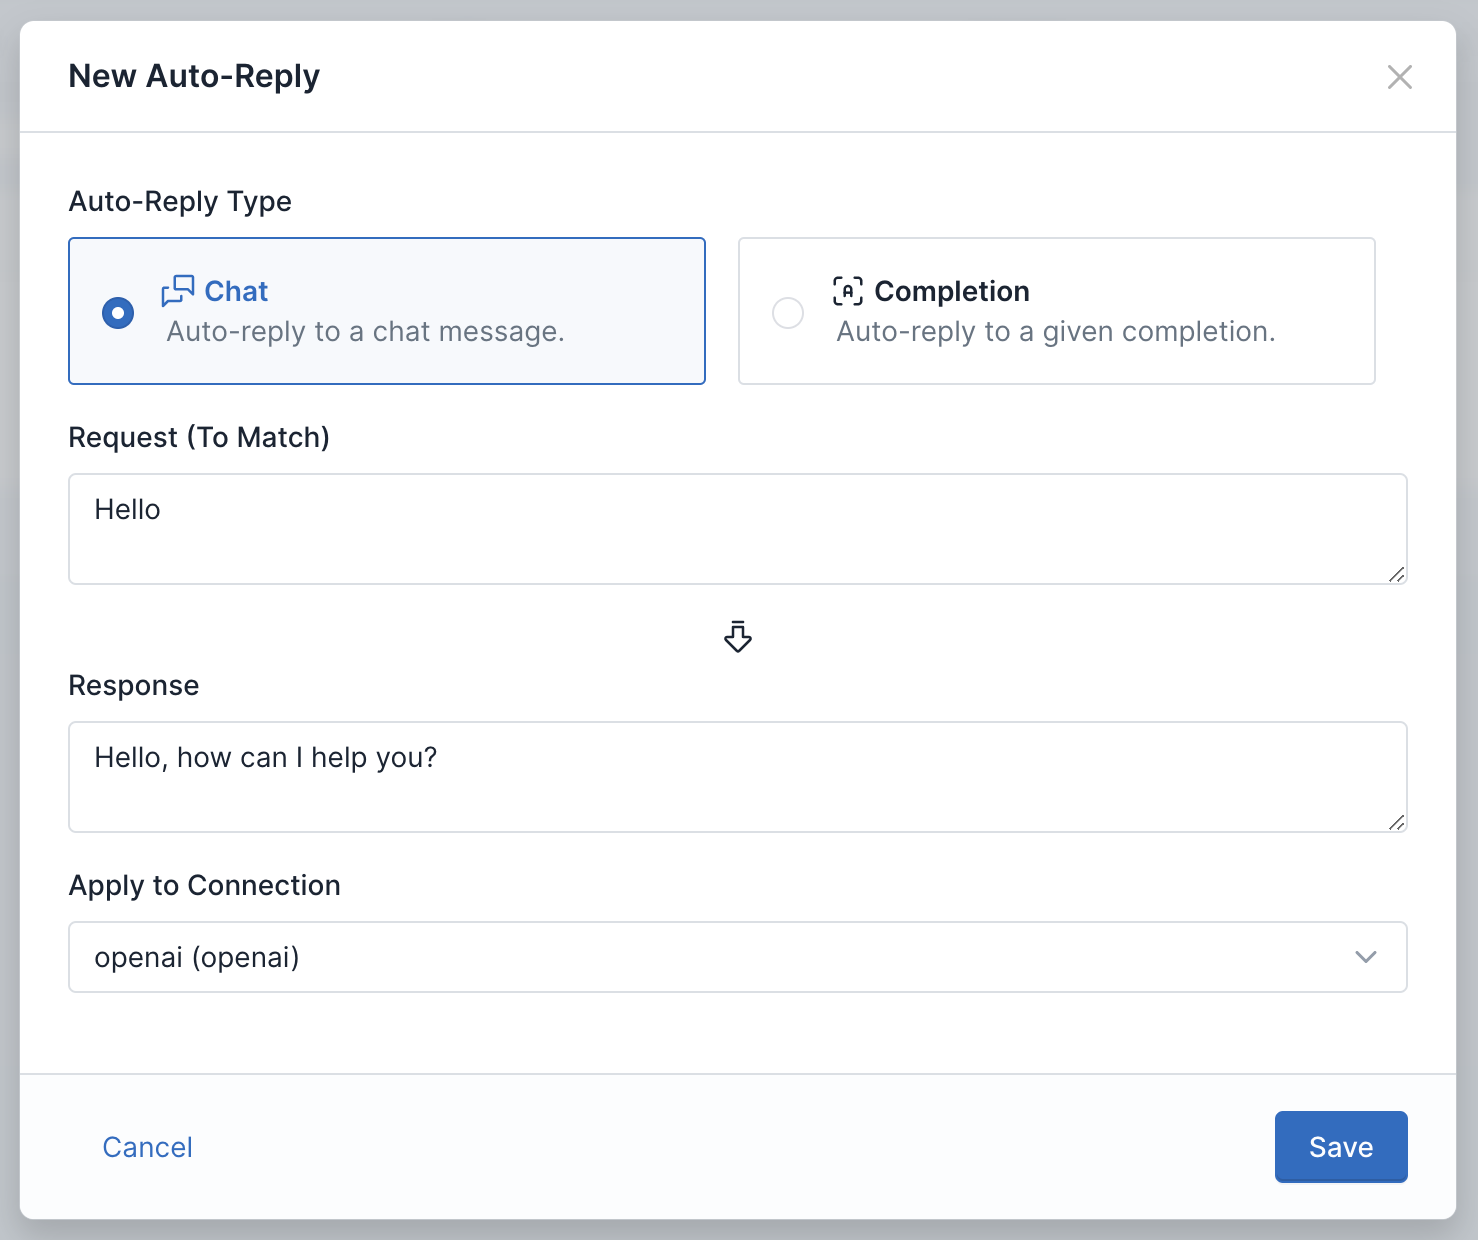 New Auto-Reply
Auto-Reply Type
Chat
Auto-reply to a chat message.
Completion
Auto-reply to a given completion.
Request (To Match)
Hello
Response
Hello, how can I help you?
Apply to Connection
openai (openai)
Cancel
Save